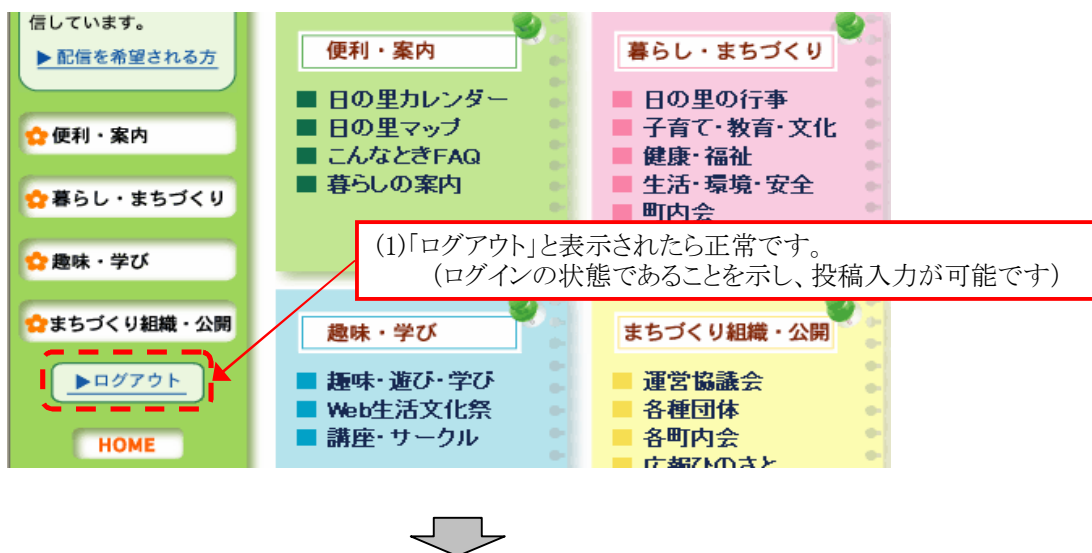 信しています。
▶配信を希望される方
便利・案内
暮らし・まちづくり
趣味・学び
まちづくり組織・公開
▶ログアウト
HOME
便利・案内
日の里カレンダー
日の里マップ
こんなときFAQ
暮らしの案内
暮らし・まちづくり
日の里の行事
子育て・教育・文化
健康・福祉
生活・環境・安全
町内会
(1)「ログアウト」と表示されたら正常です。
(ログインの状態であることを示し、投稿入力が可能です)
趣味・学び
趣味・遊び・学び
Web生活文化祭
講座・サークル
まちづくり組織・公開
運営協議会
各種団体
各町内会
広報ひのさと